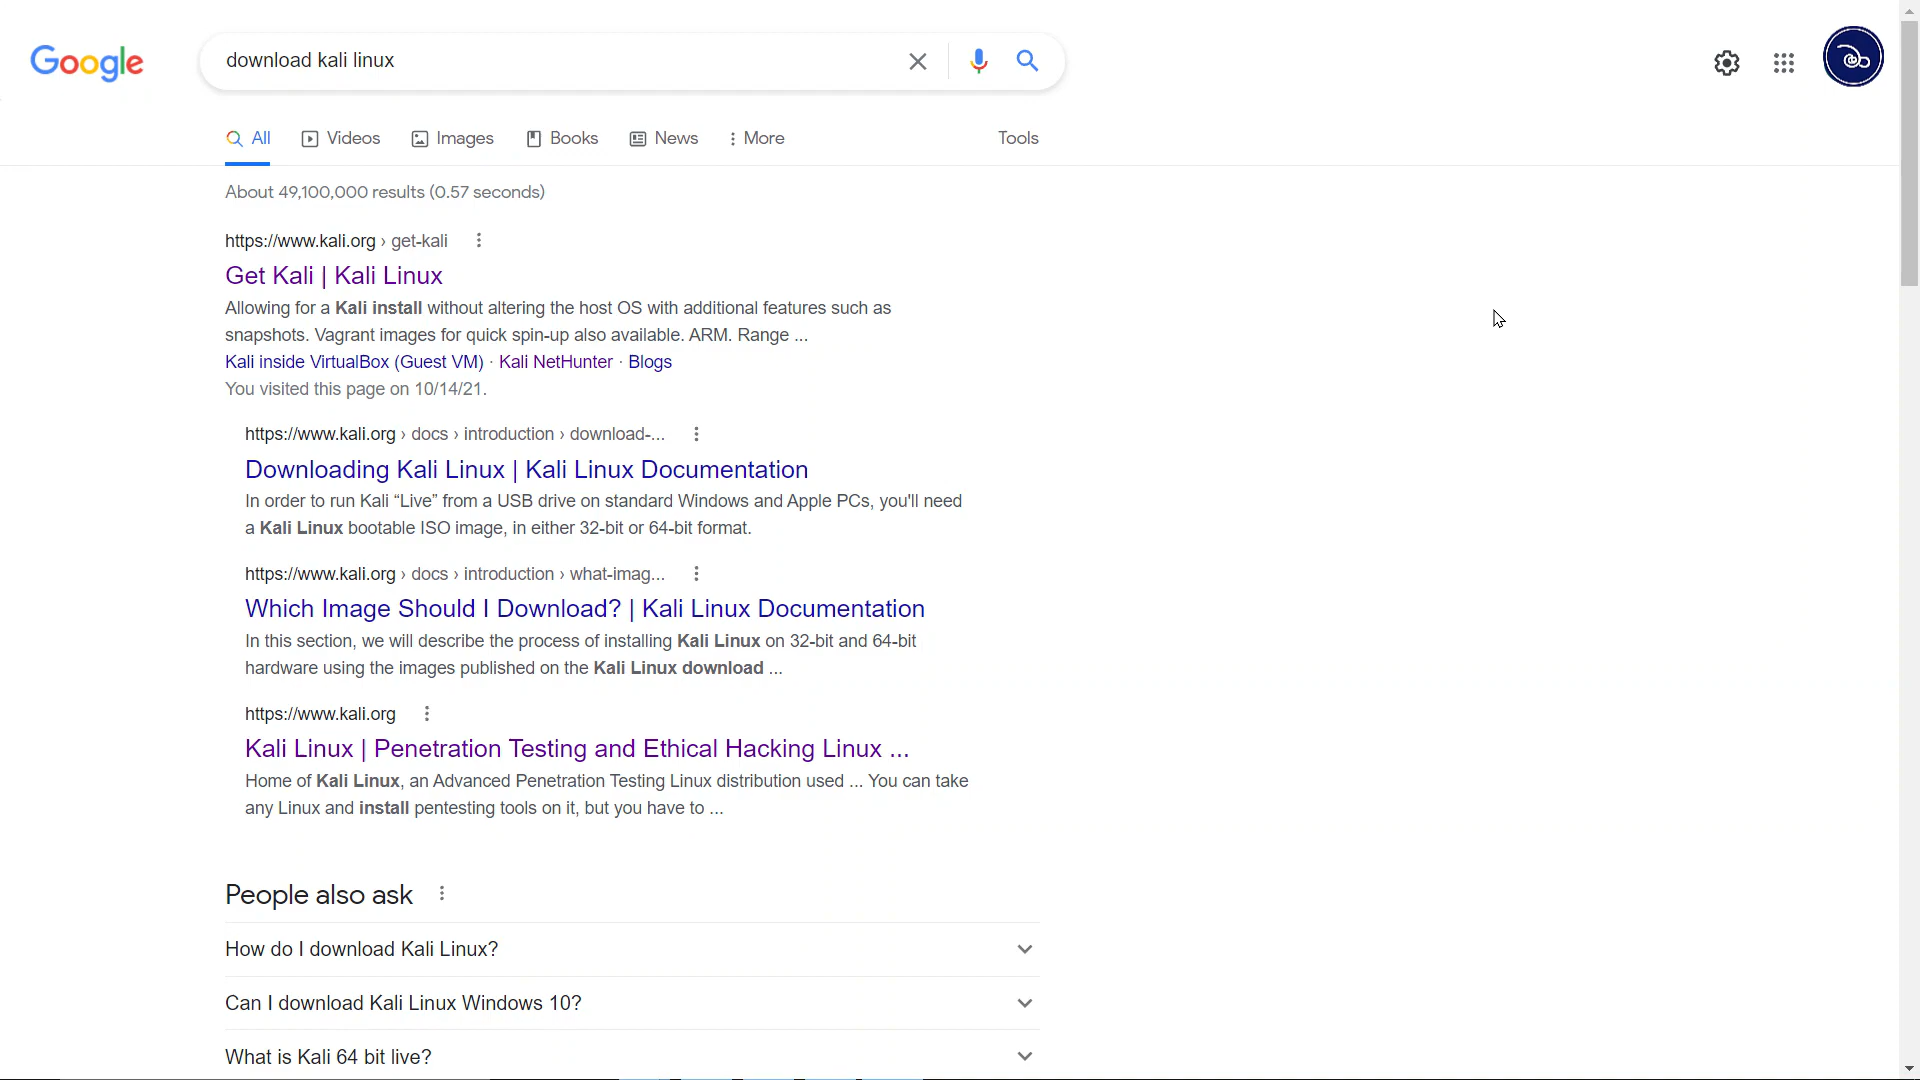 Google
download kali linux
All Videos Images Books News More Tools
About 49,100,000 results (0.57 seconds)
https://www.kali.org › get-kali
Get Kali | Kali Linux
Allowing for a Kali install without altering the host OS with additional features such as
snapshots. Vagrant images for quick spin-up also available. ARM. Range ...
Kali inside VirtualBox (Guest VM) · Kali NetHunter · Blogs
You visited this page on 10/14/21.
https://www.kali.org › docs › introduction › download-...
Downloading Kali Linux | Kali Linux Documentation
In order to run Kali “Live” from a USB drive on standard Windows and Apple PCs, you'll need
a Kali Linux bootable ISO image, in either 32-bit or 64-bit format.
https://www.kali.org › docs › introduction › what-imag...
Which Image Should I Download? | Kali Linux Documentation
In this section, we will describe the process of installing Kali Linux on 32-bit and 64-bit
hardware using the images published on the Kali Linux download ...
https://www.kali.org
Kali Linux | Penetration Testing and Ethical Hacking Linux ...
Home of Kali Linux, an Advanced Penetration Testing Linux distribution used ... You can take
any Linux and install pentesting tools on it, but you have to ...
People also ask
How do I download Kali Linux?
Can I download Kali Linux Windows 10?
What is Kali 64 bit live?